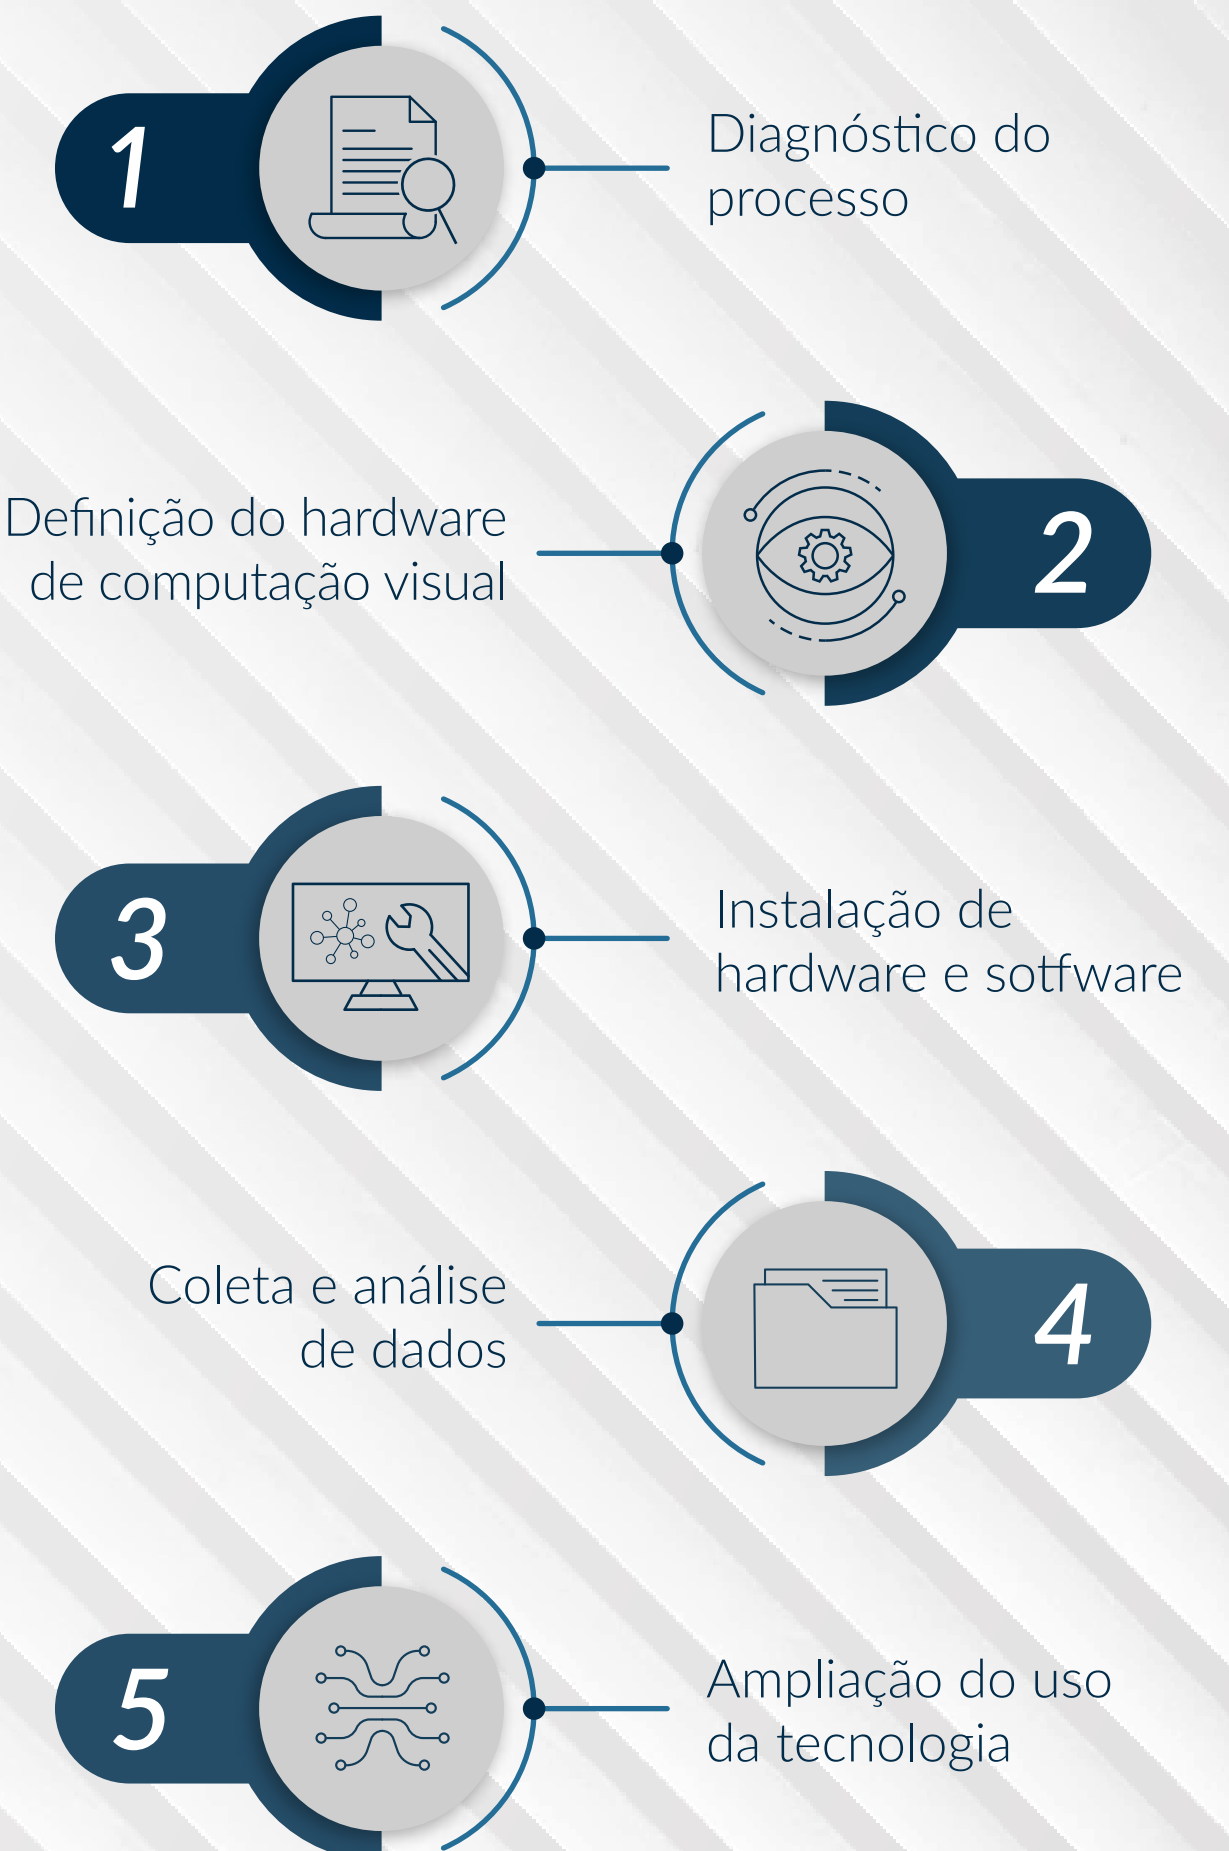 1
Diagnóstico do
processo
Definição do hardware
de computação visual
2
3
Instalação de
hardware e sotfware
Coleta e análise
de dados
4
5
Ampliação do uso
da tecnologia